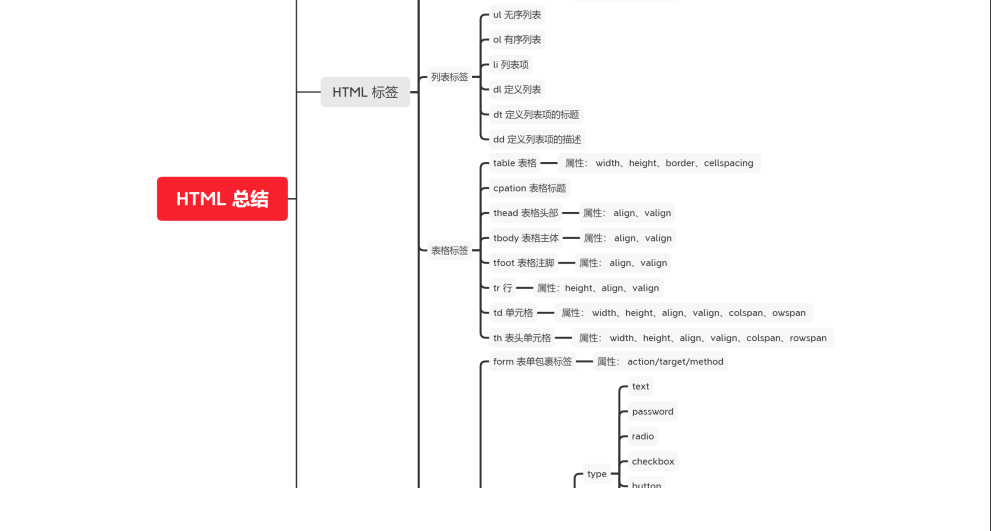 ul 无序列表
ol 有序列表
li 列表项
列表标签
dl 定义列表
HTML 标签
dt 定义列表项的标题
dd 定义列表项的描述
table 表格 属性： width、height、border、cellspacing
cpation 表格标题
HTML 总结
thead 表格头部 属性： align、valign
tbody 表格主体 属性： align、valign
表格标签
tfoot 表格注脚 属性： align、valign
tr 行 属性：height、align、valign
td 单元格 属性： width、height、align、valign、colspan、owspan
th 表头单元格 属性： width、height、align、valign、colspan、rowspan
form 表单包裹标签 属性： action/target/method
text
password
radio
checkbox
type
button